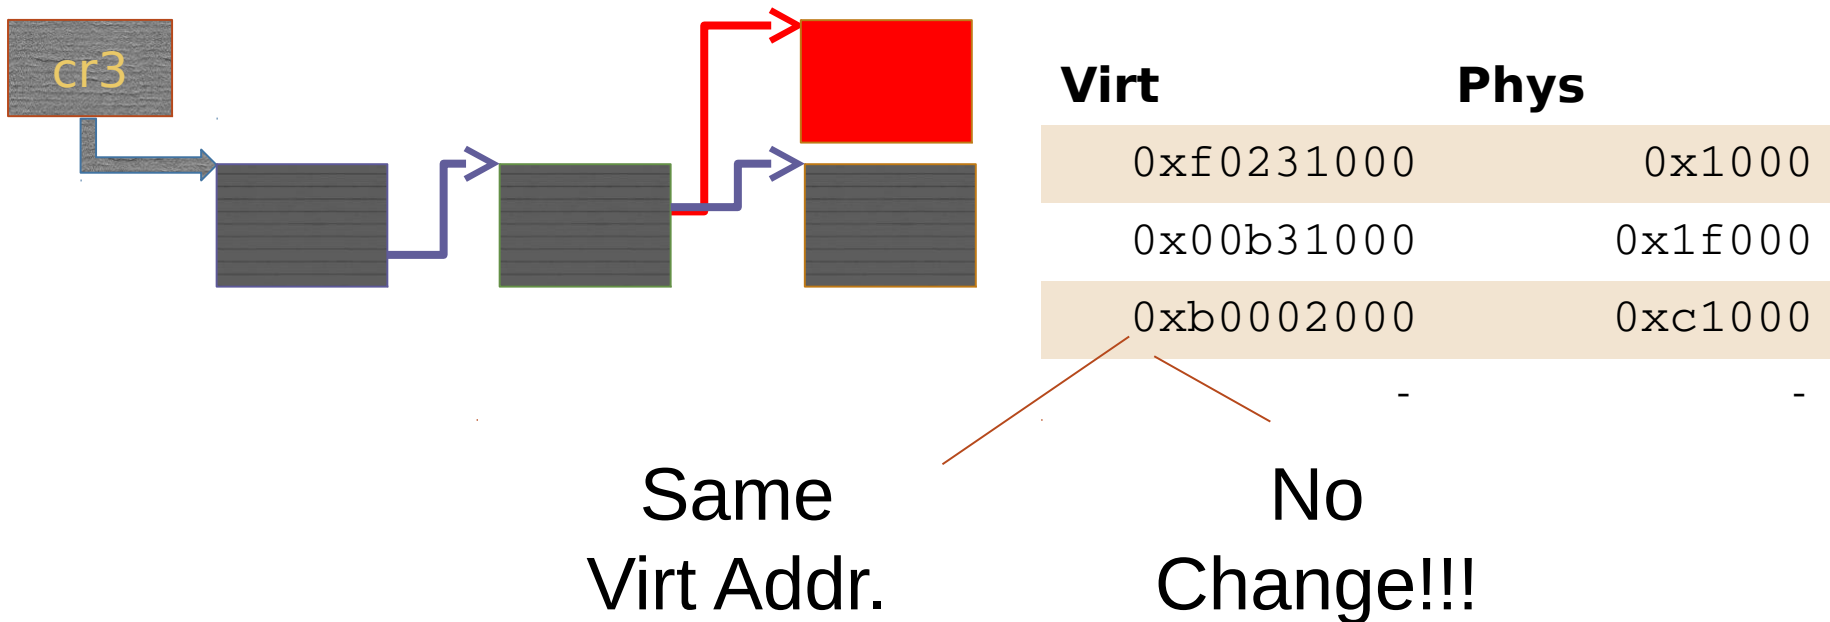 cr3
Virt Phys
0xf0231000 0x1000
0x00b31000 0x1f000
0xb0002000 0xc1000
- -
Same
Virt Addr.
No
Change!!!